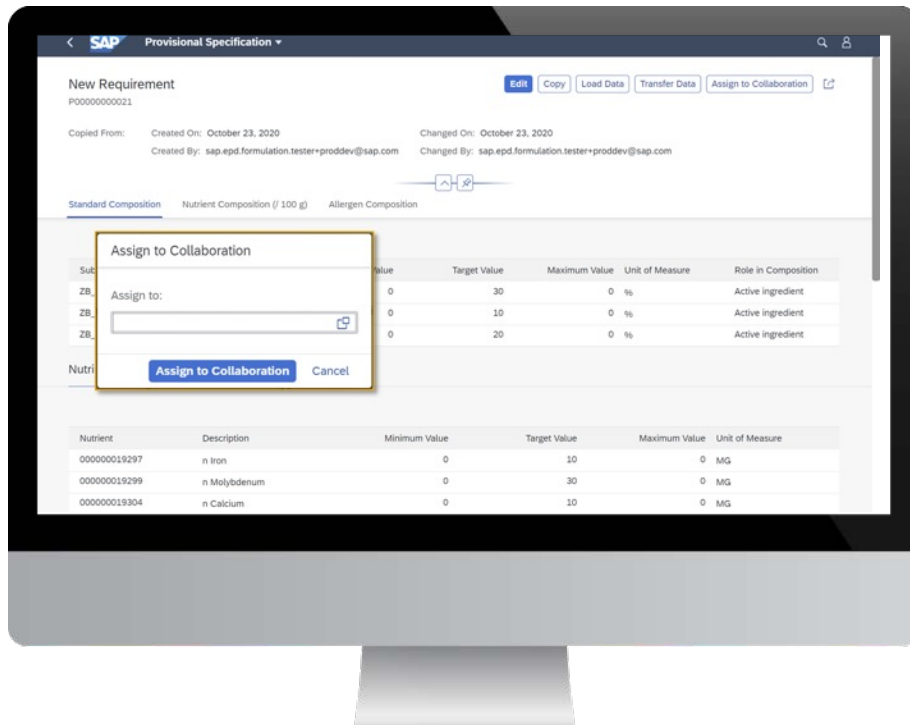 SAP Provisional Specification
New Requirement
Edit Copy Load Data Transfer Data Assign to Collaboration
P00000000021
Copied From: Created On: October 23, 2020 Changed On: October 23, 2020
Created By: sap.epd.formulation.tester+proddev@sap.com Changed By: sap.epd.formulation.tester+proddev@sap.com
Standard Composition Nutrient Composition (/ 100 g) Allergen Composition
Assign to Collaboration
Assign to:
Assign to Collaboration Cancel
Target Value Maximum Value Unit of Measure Role in Composition
ZB_ 0 30 0 % Active ingredient
ZB_ 0 10 0 % Active ingredient
ZB_ 0 20 0 % Active ingredient
Nutrient Description Minimum Value Target Value Maximum Value Unit of Measure
000000019297 n Iron 0 10 0 MG
000000019299 n Molybdenum 0 30 0 MG
000000019304 n Calcium 0 10 0 MG